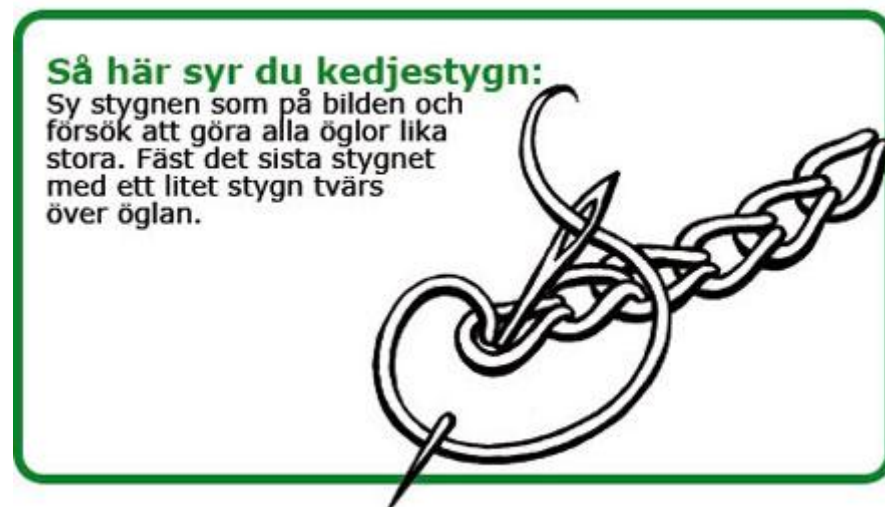 Så här syr du kedjestygn:
Sy stygnen som på bilden och
försök att göra alla öglor lika
stora. Fäst det sista stygnet
med ett litet stygn tvärs
över öglan.